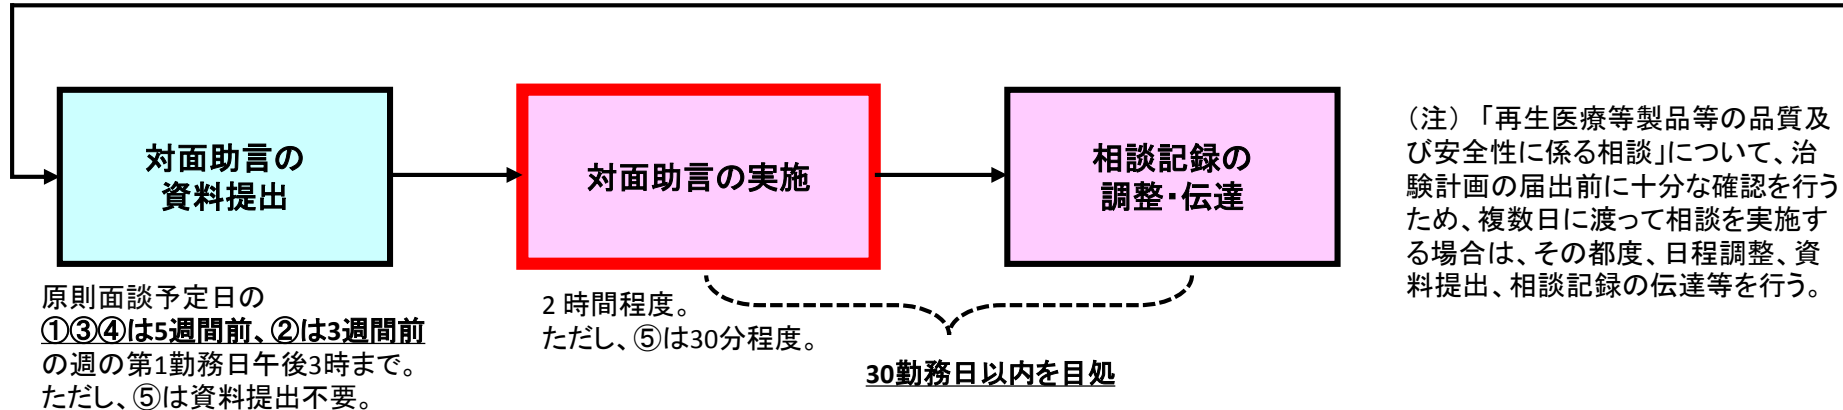 対面助言の
資料提出
対面助言の実施
相談記録の
調整・伝達
(注)「再生医療等製品等の品質及
び安全性に係る相談」について、治
験計画の届出前に十分な確認を行う
ため、複数日に渡って相談を実施す
る場合は、その都度、日程調整、資
料提出、相談記録の伝達等を行う。
原則面談予定日の
①③④は5週間前、②は3週間前
の週の第1勤務日午後3時まで。
ただし、⑤は資料提出不要。
2 時間程度。
ただし、⑤は30分程度。
30勤務日以内を目処